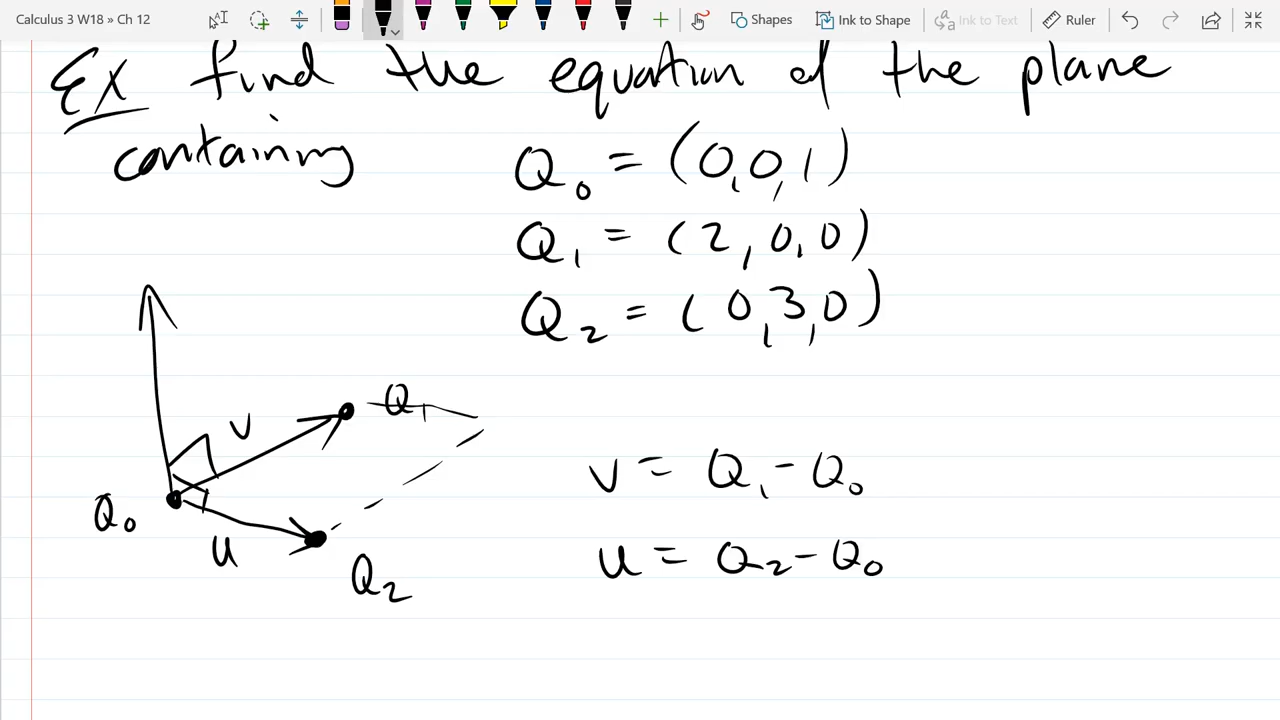 Calculus 3 W18 » Ch 12
Shapes
Ink to Shape
Ink to Text
Ruler
Ex find the equation of the plane
containing
Q₀ = (0,0,1)
Q₁ = (2,0,0)
Q₂ = (0,3,0)
Q₁
v
v = Q₁ - Q₀
Q₀
u
u = Q₂ - Q₀
Q₂